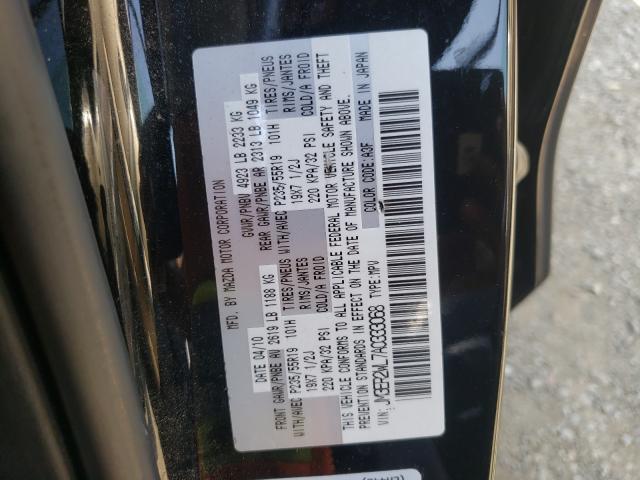 MFD. BY MAZDA MOTOR CORPORATION
DATE 04/10 GVWR/PNBV 4923 LB 2233 KG
FRONT GAWR/PNBE AV 2619 LB 1188 KG REAR GAWR/PNBE AR 2313 LB 1049 KG
WITH/AVEC P235/55R19 101H TIRES/PNEUS WITH/AVEC P235/55R19 101H TIRES/PNEUS
19X7 1/2J RIMS/JANTES 19X7 1/2J RIMS/JANTES
220 KPA/32 PSI COLD/A FROID 220 KPA/32 PSI COLD/A FROID
THIS VEHICLE CONFORMS TO ALL APPLICABLE FEDERAL MOTOR VEHICLE SAFETY AND THEFT
PREVENTION STANDARDS IN EFFECT ON THE DATE OF MANUFACTURE SHOWN ABOVE.
VIN: JM3ER2WL7A0333068 TYPE:MPV COLOR CODE:A3F MADE IN JAPAN